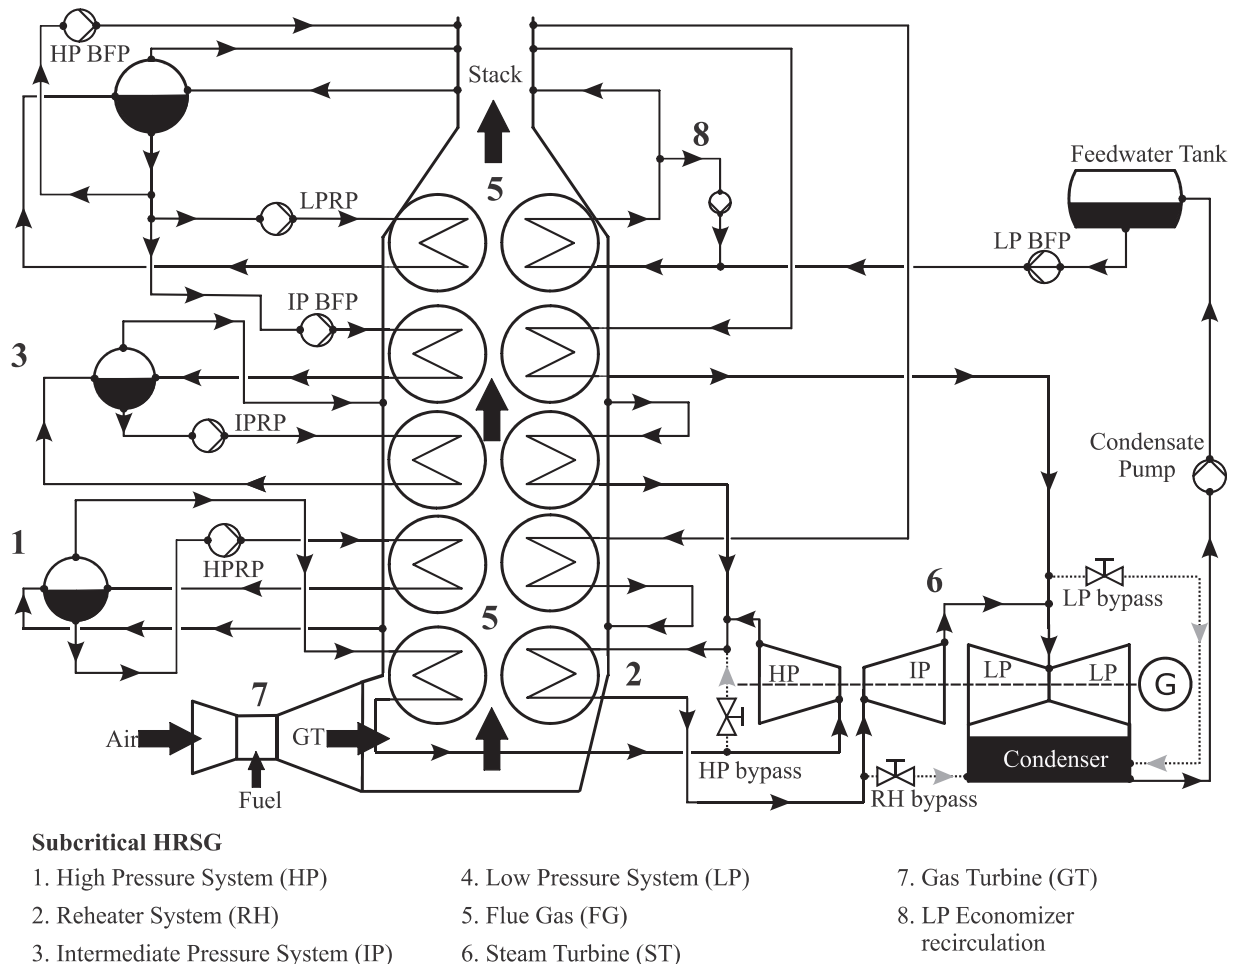 HP BFP
Stack
8
Feedwater Tank
5
LPRP
LP BFP
IP BFP
3
IPRP
Condensate
Pump
1
HPRP
5
6
LP bypass
2
HP
IP
LP
LP
G
7
Air
GT
Fuel
HP bypass
RH bypass
Condenser
Subcritical HRSG
1. High Pressure System (HP)
2. Reheater System (RH)
3. Intermediate Pressure System (IP)
4. Low Pressure System (LP)
5. Flue Gas (FG)
6. Steam Turbine (ST)
7. Gas Turbine (GT)
8. LP Economizer
recirculation